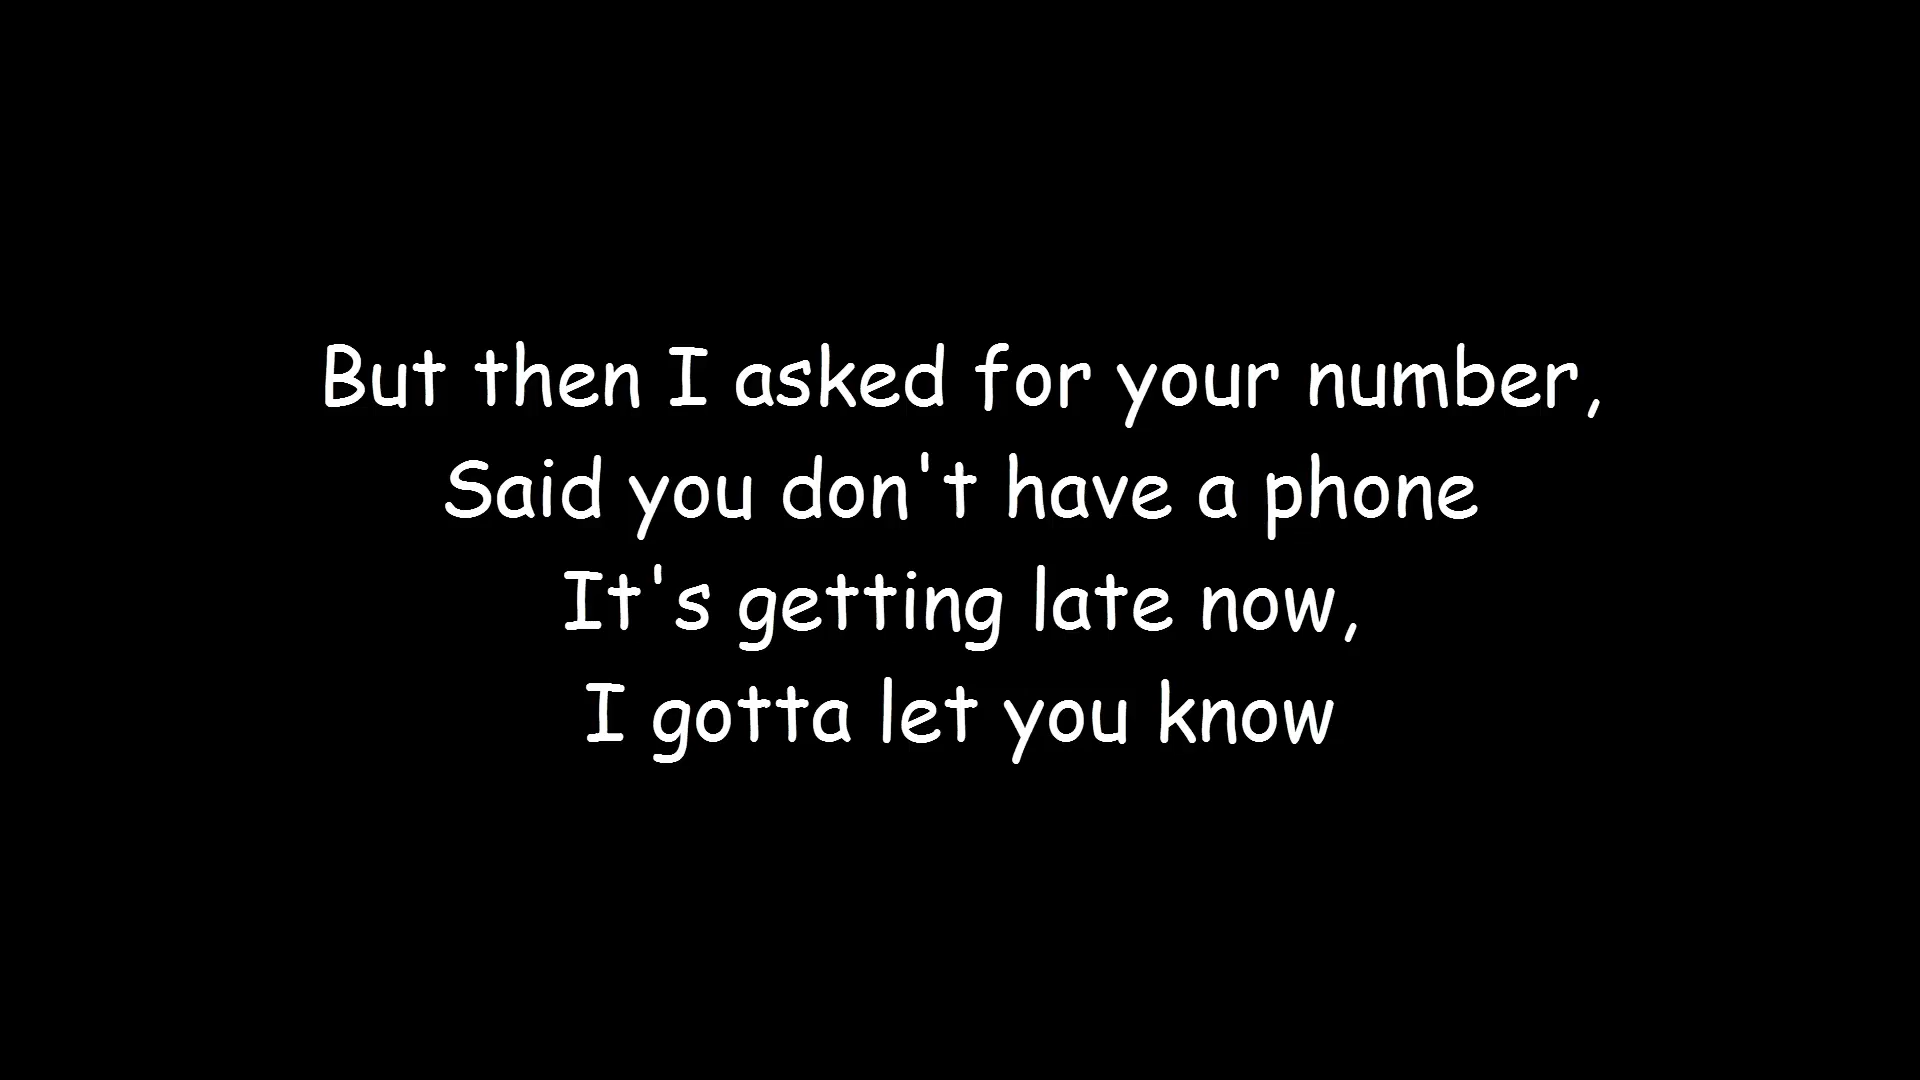 But then I asked for your number,
Said you don't have a phone
It's getting late now,
I gotta let you know